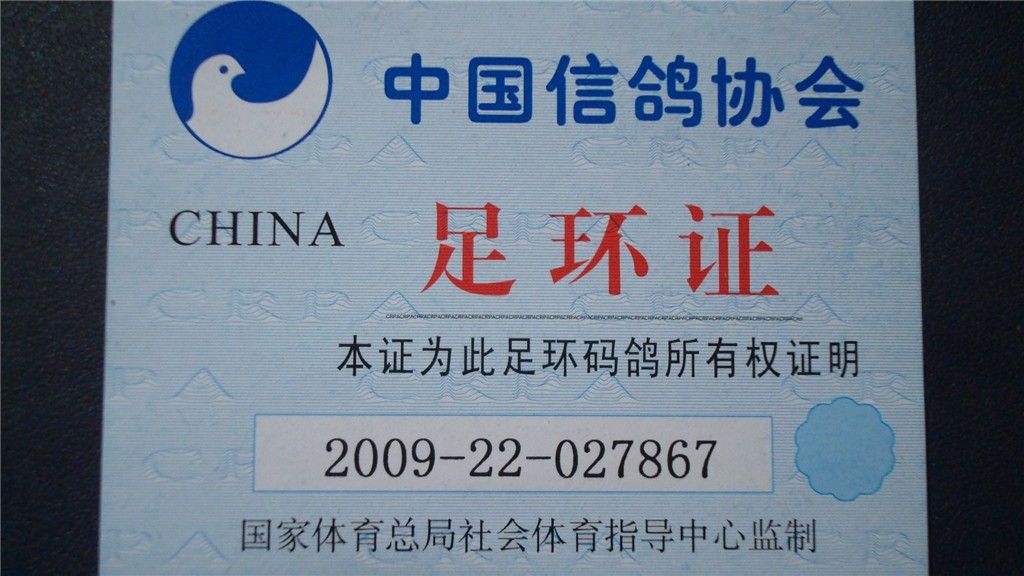 中国信鸽协会
CHINA
足环证
本证为此足环码鸽所有权证明
2009-22-027867
国家体育总局社会体育指导中心监制